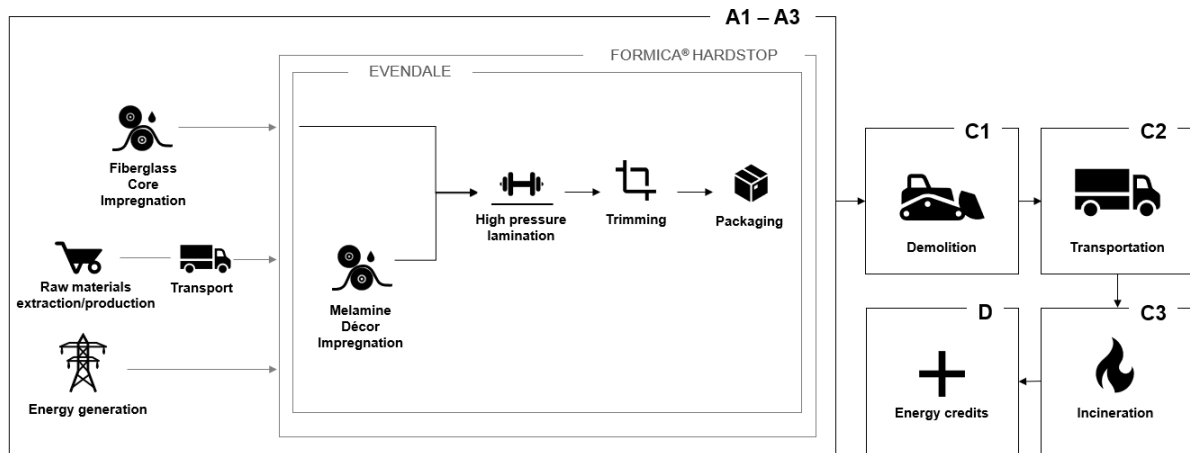 A1 – A3
FORMICA® HARDSTOP
EVENDALE
Fiberglass
Core
Impregnation
Raw materials
extraction/production
Transport
Energy generation
Melamine
Décor
Impregnation
High pressure
lamination
Trimming
Packaging
C1
Demolition
C2
Transportation
D
Energy credits
C3
Incineration